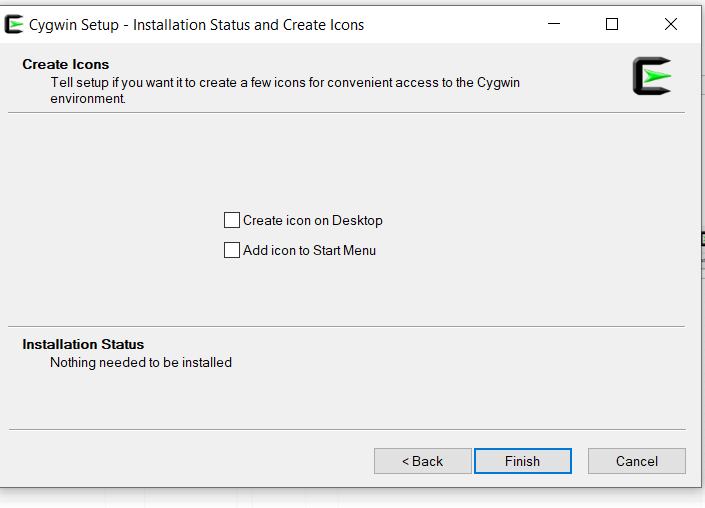 Cygwin Setup - Installation Status and Create Icons
Create Icons
Tell setup if you want it to create a few icons for convenient access to the Cygwin
environment.
Create icon on Desktop
Add icon to Start Menu
Installation Status
Nothing needed to be installed
< Back Finish Cancel